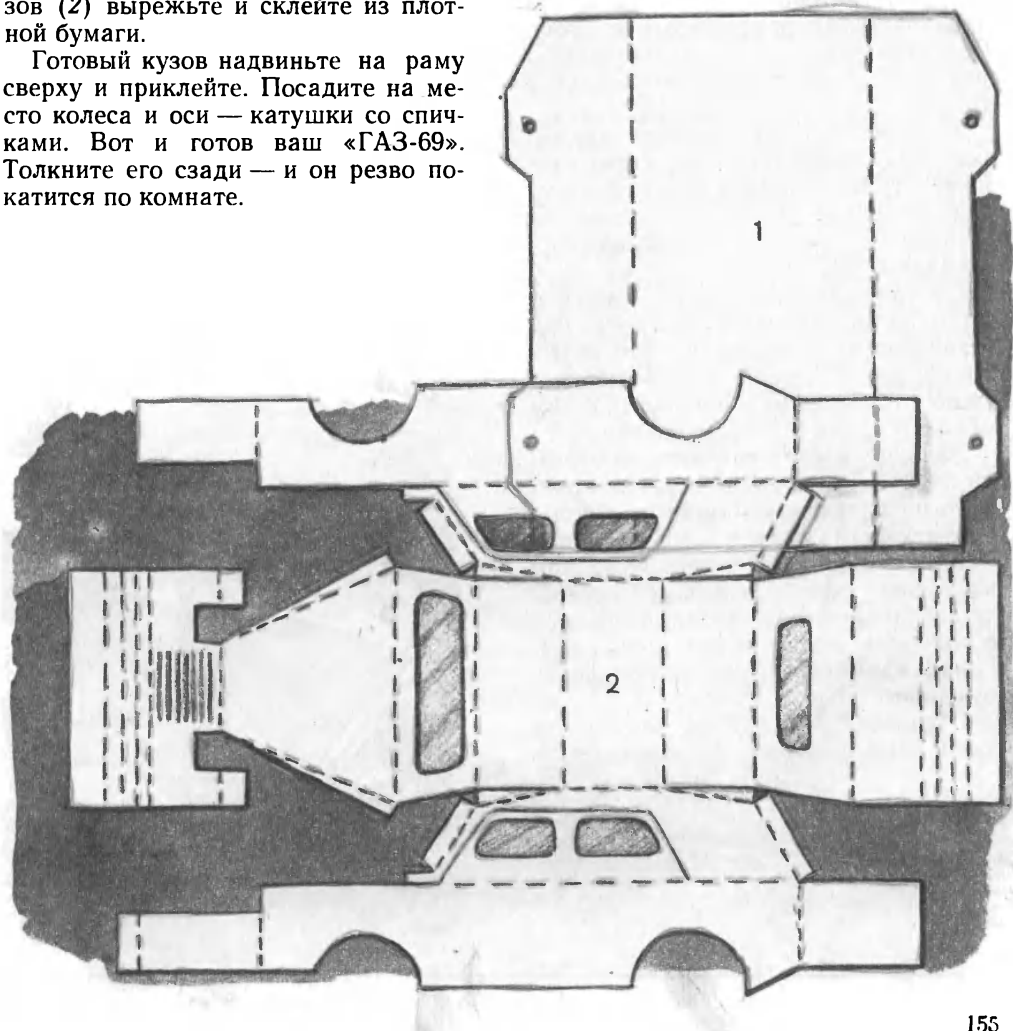 зов (2) вырежьте и склейте из плот-
ной бумаги.
Готовый кузов надвиньте на раму
сверху и приклейте. Посадите на ме-
сто колеса и оси — катушки со спич-
ками. Вот и готов ваш «ГАЗ-69».
Толкните его сзади — и он резво по-
катится по комнате.
1
2
155